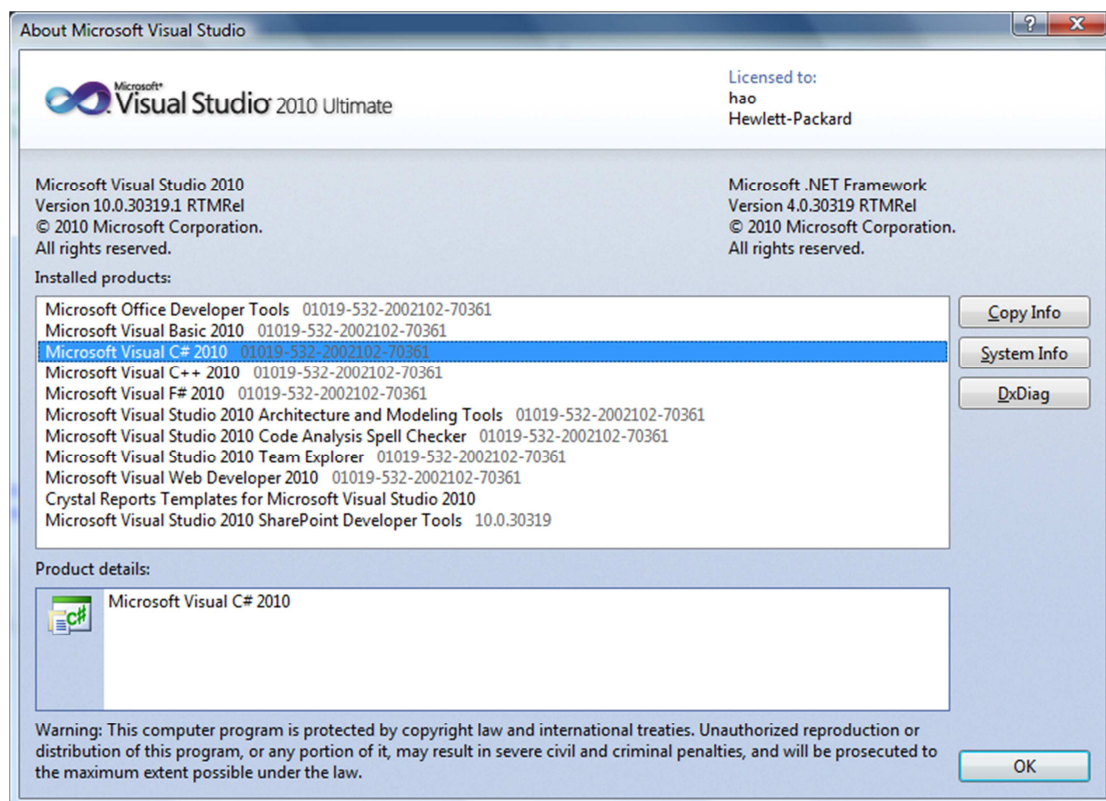 About Microsoft Visual Studio
Microsoft®
Visual Studio® 2010 Ultimate
Licensed to:
hao
Hewlett-Packard
Microsoft Visual Studio 2010
Version 10.0.30319.1 RTMRel
© 2010 Microsoft Corporation.
All rights reserved.
Microsoft .NET Framework
Version 4.0.30319 RTMRel
© 2010 Microsoft Corporation.
All rights reserved.
Installed products:
Microsoft Office Developer Tools 01019-532-2002102-70361
Microsoft Visual Basic 2010 01019-532-2002102-70361
Microsoft Visual C# 2010 01019-532-2002102-70361
Microsoft Visual C++ 2010 01019-532-2002102-70361
Microsoft Visual F# 2010 01019-532-2002102-70361
Microsoft Visual Studio 2010 Architecture and Modeling Tools 01019-532-2002102-70361
Microsoft Visual Studio 2010 Code Analysis Spell Checker 01019-532-2002102-70361
Microsoft Visual Studio 2010 Team Explorer 01019-532-2002102-70361
Microsoft Visual Web Developer 2010 01019-532-2002102-70361
Crystal Reports Templates for Microsoft Visual Studio 2010
Microsoft Visual Studio 2010 SharePoint Developer Tools 10.0.30319
Copy Info
System Info
DxDiag
Product details:
C#
Microsoft Visual C# 2010
Warning: This computer program is protected by copyright law and international treaties. Unauthorized reproduction or
distribution of this program, or any portion of it, may result in severe civil and criminal penalties, and will be prosecuted to
the maximum extent possible under the law.
OK